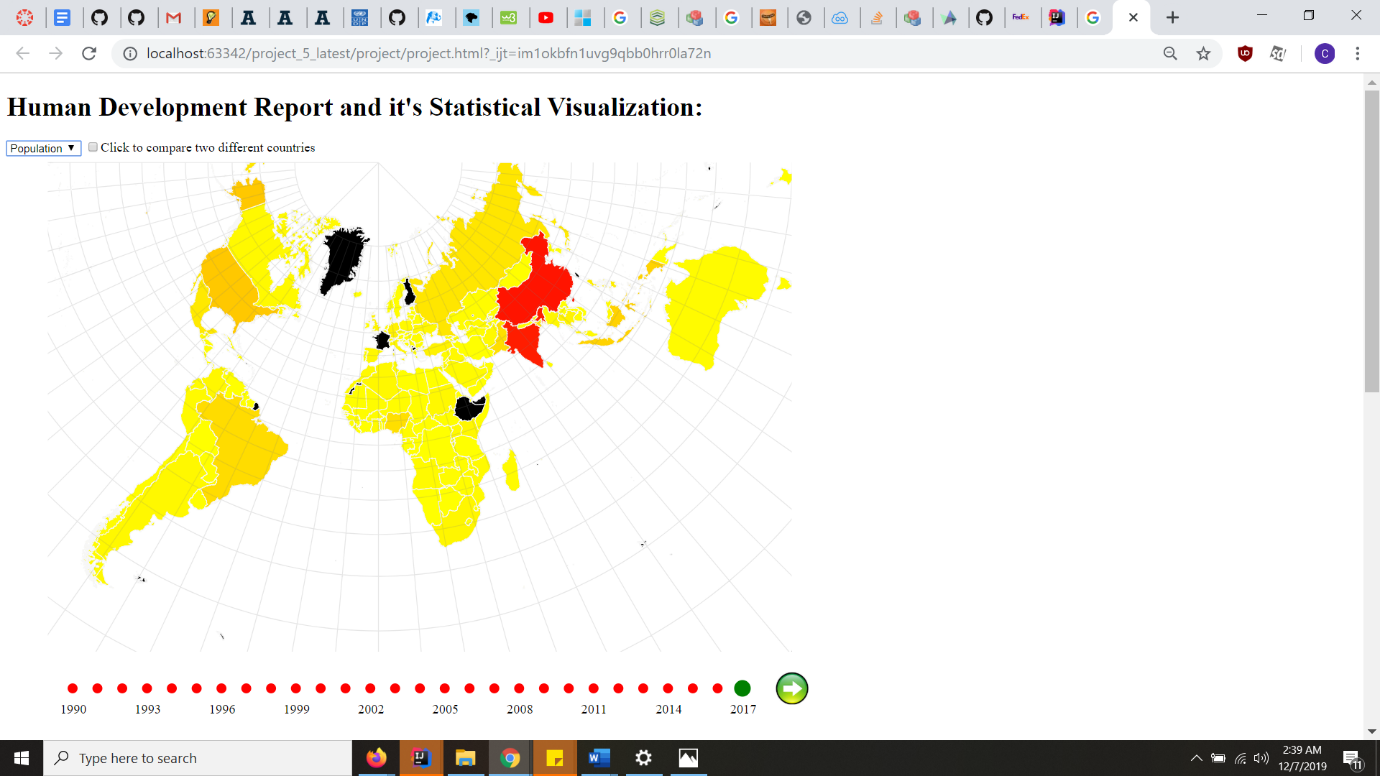 localhost:63342/project_5_latest/project/project.html?_ijt=im1okbfn1uvg9qbb0hrr0la72n
Human Development Report and it's Statistical Visualization:
Population ▼ Click to compare two different countries
1990 1993 1996 1999 2002 2005 2008 2011 2014 2017
Type here to search
2:39 AM
12/7/2019
11